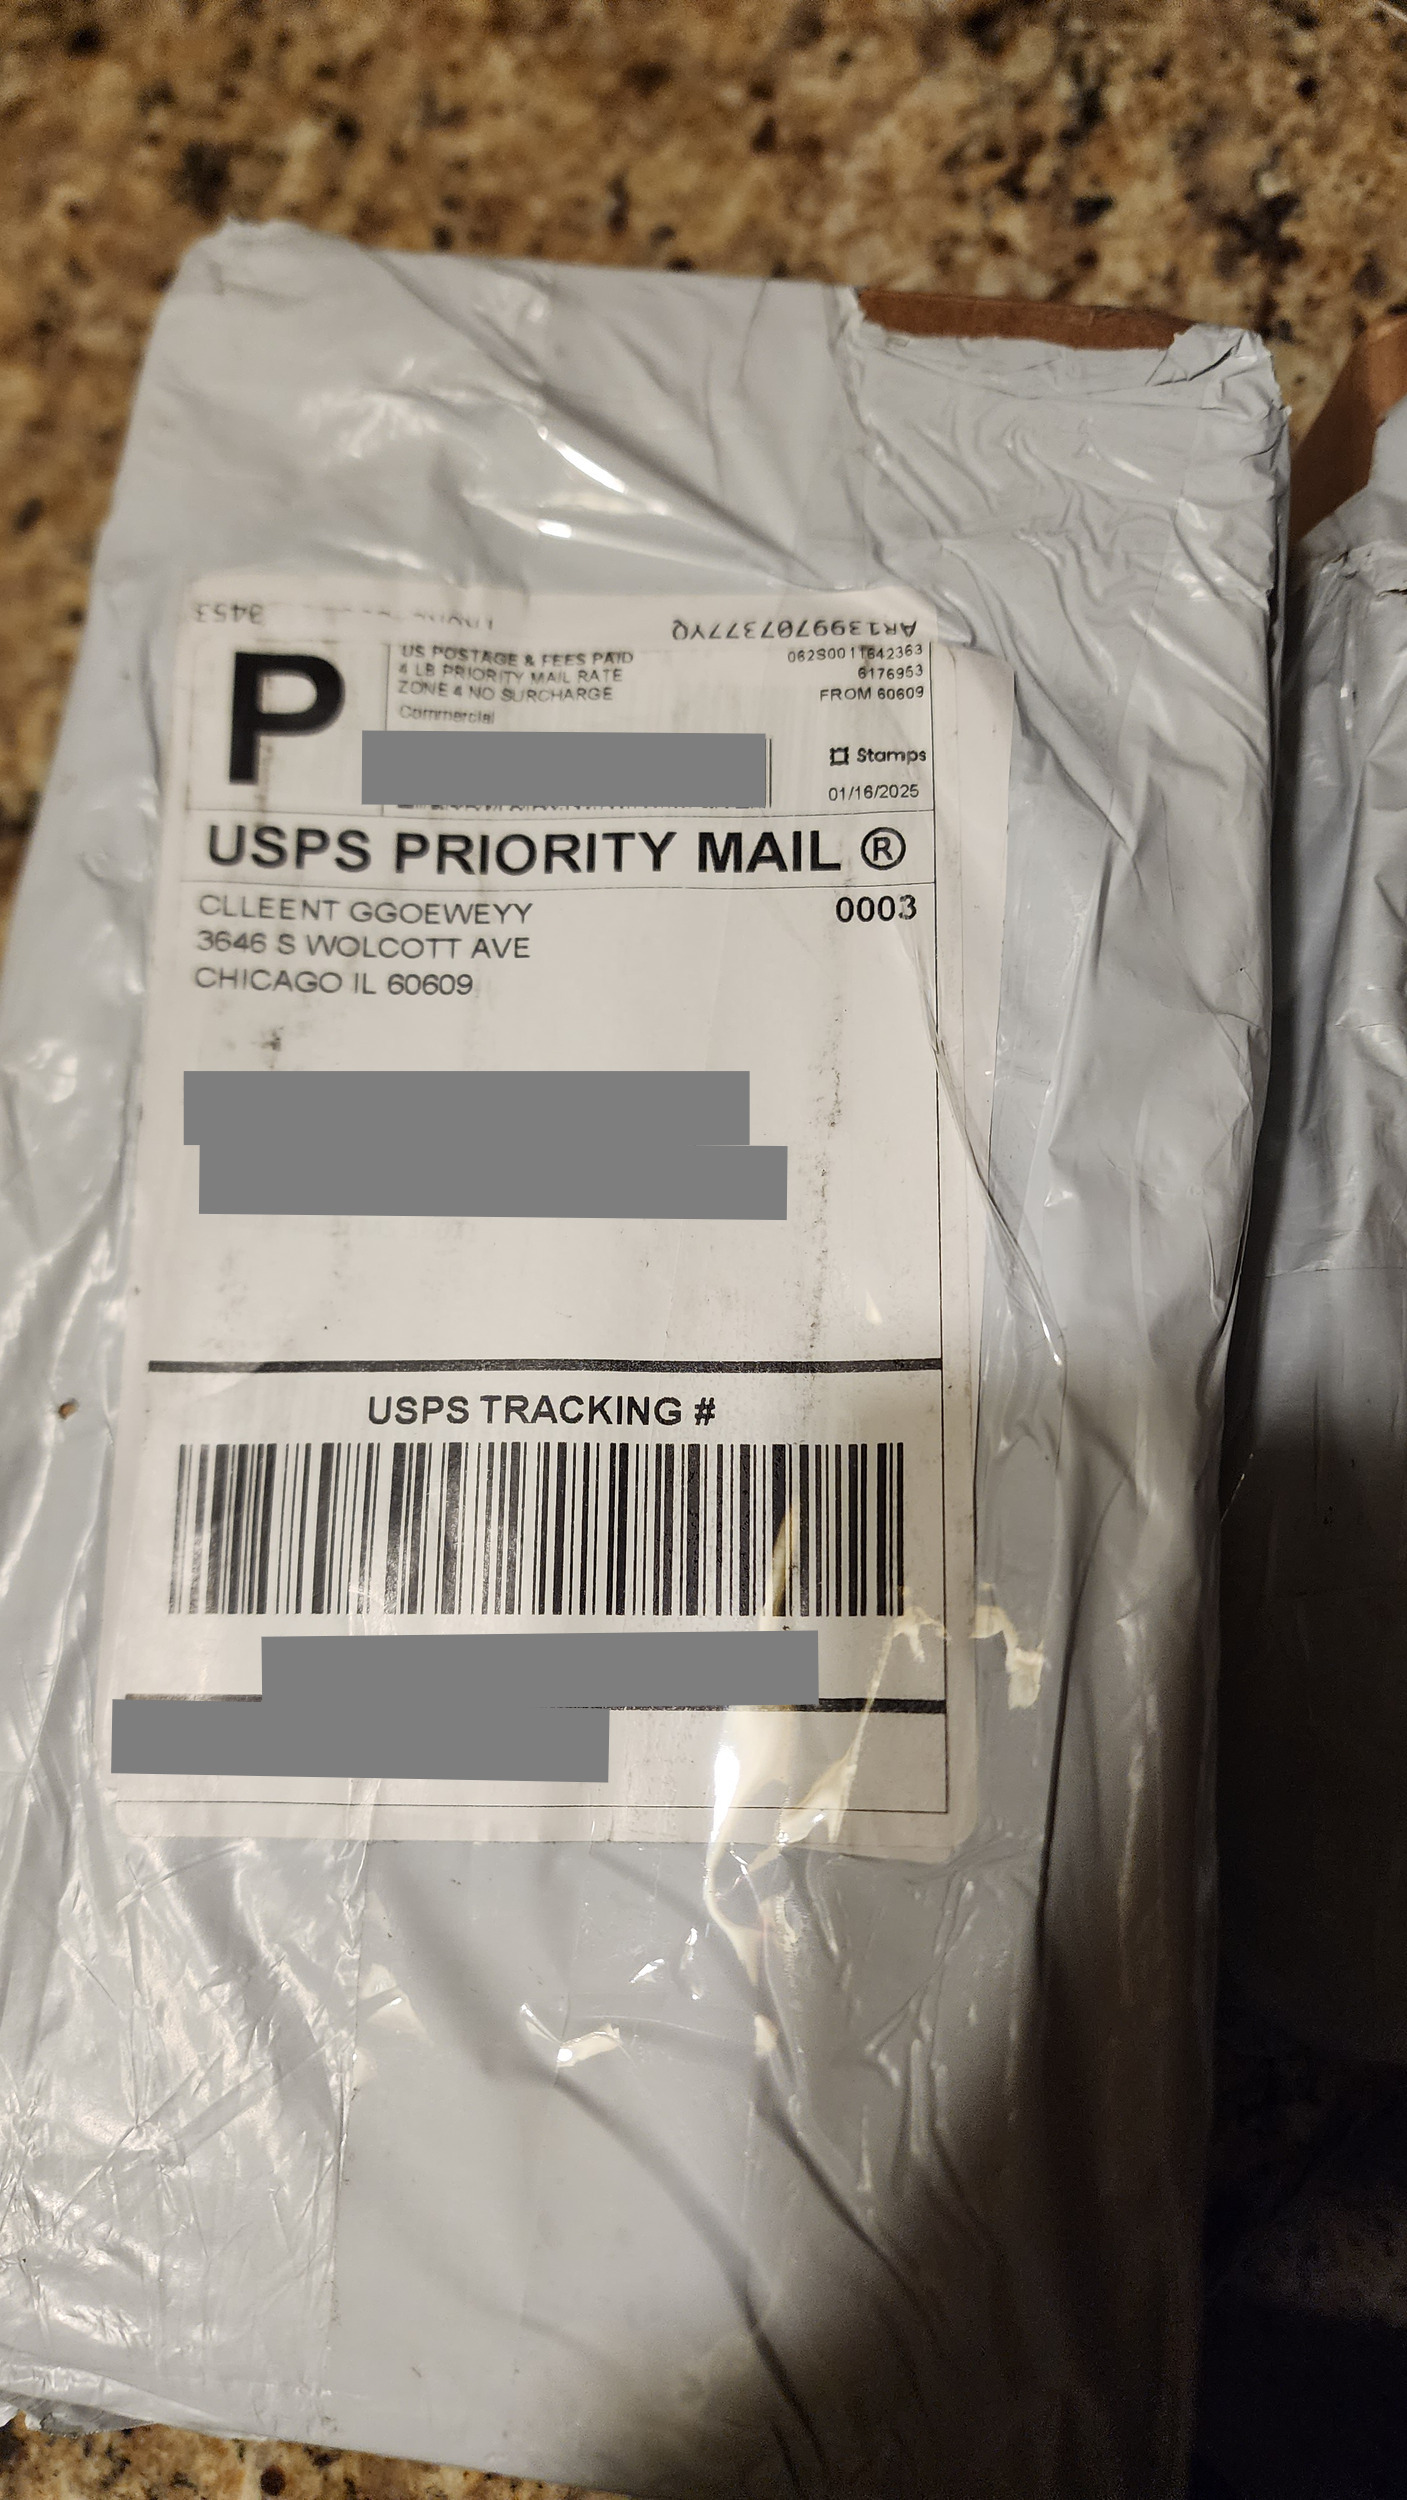 3453
AR1399707377YQ
P
US POSTAGE & FEES PAID
4 LB PRIORITY MAIL RATE
ZONE 4 NO SURCHARGE
Commercial
062S0011642363
6176953
FROM 60609
Stamps
01/16/2025
USPS PRIORITY MAIL ®
CLLEENT GGOEWEYY
3646 S WOLCOTT AVE
CHICAGO IL 60609
0003
USPS TRACKING #